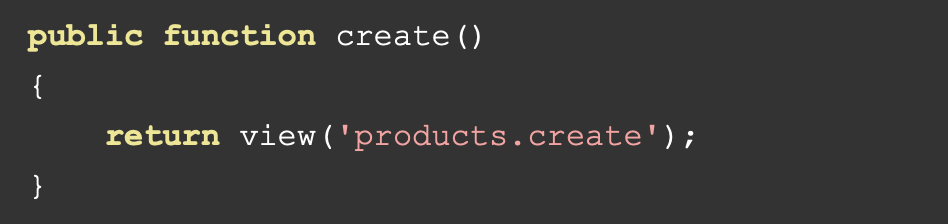 public function create()
{
    return view('products.create');
}